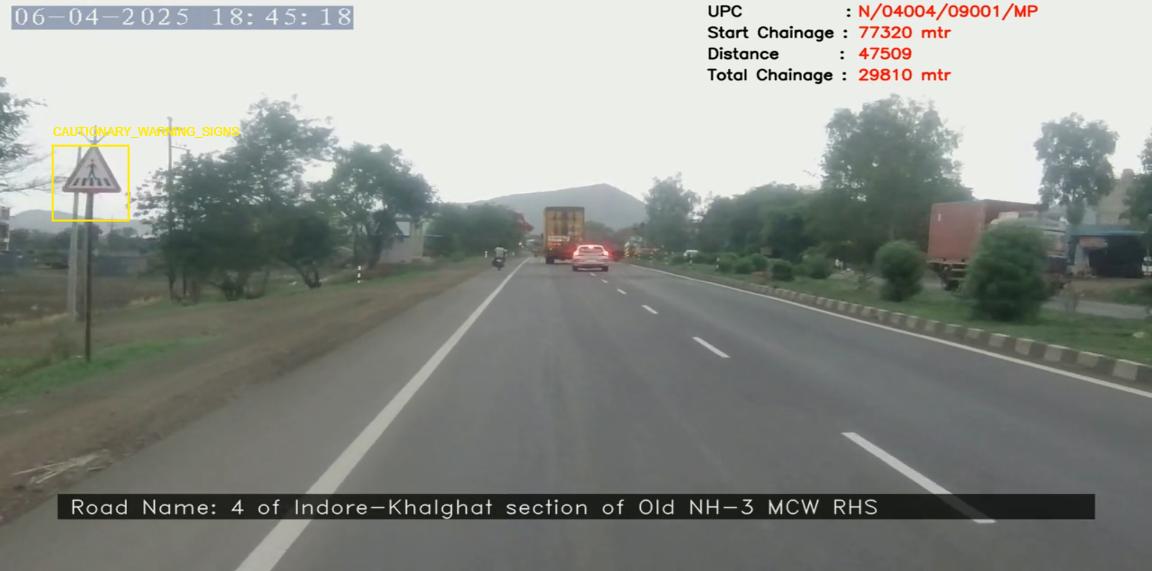 06-04-2025 18:45:18
UPC : N/04004/09001/MP
Start Chainage : 77320 mtr
Distance : 47509
Total Chainage : 29810 mtr
CAUTIONARY_WARNING_SIGNS
Road Name: 4 of Indore-Khalghat section of Old NH-3 MCW RHS